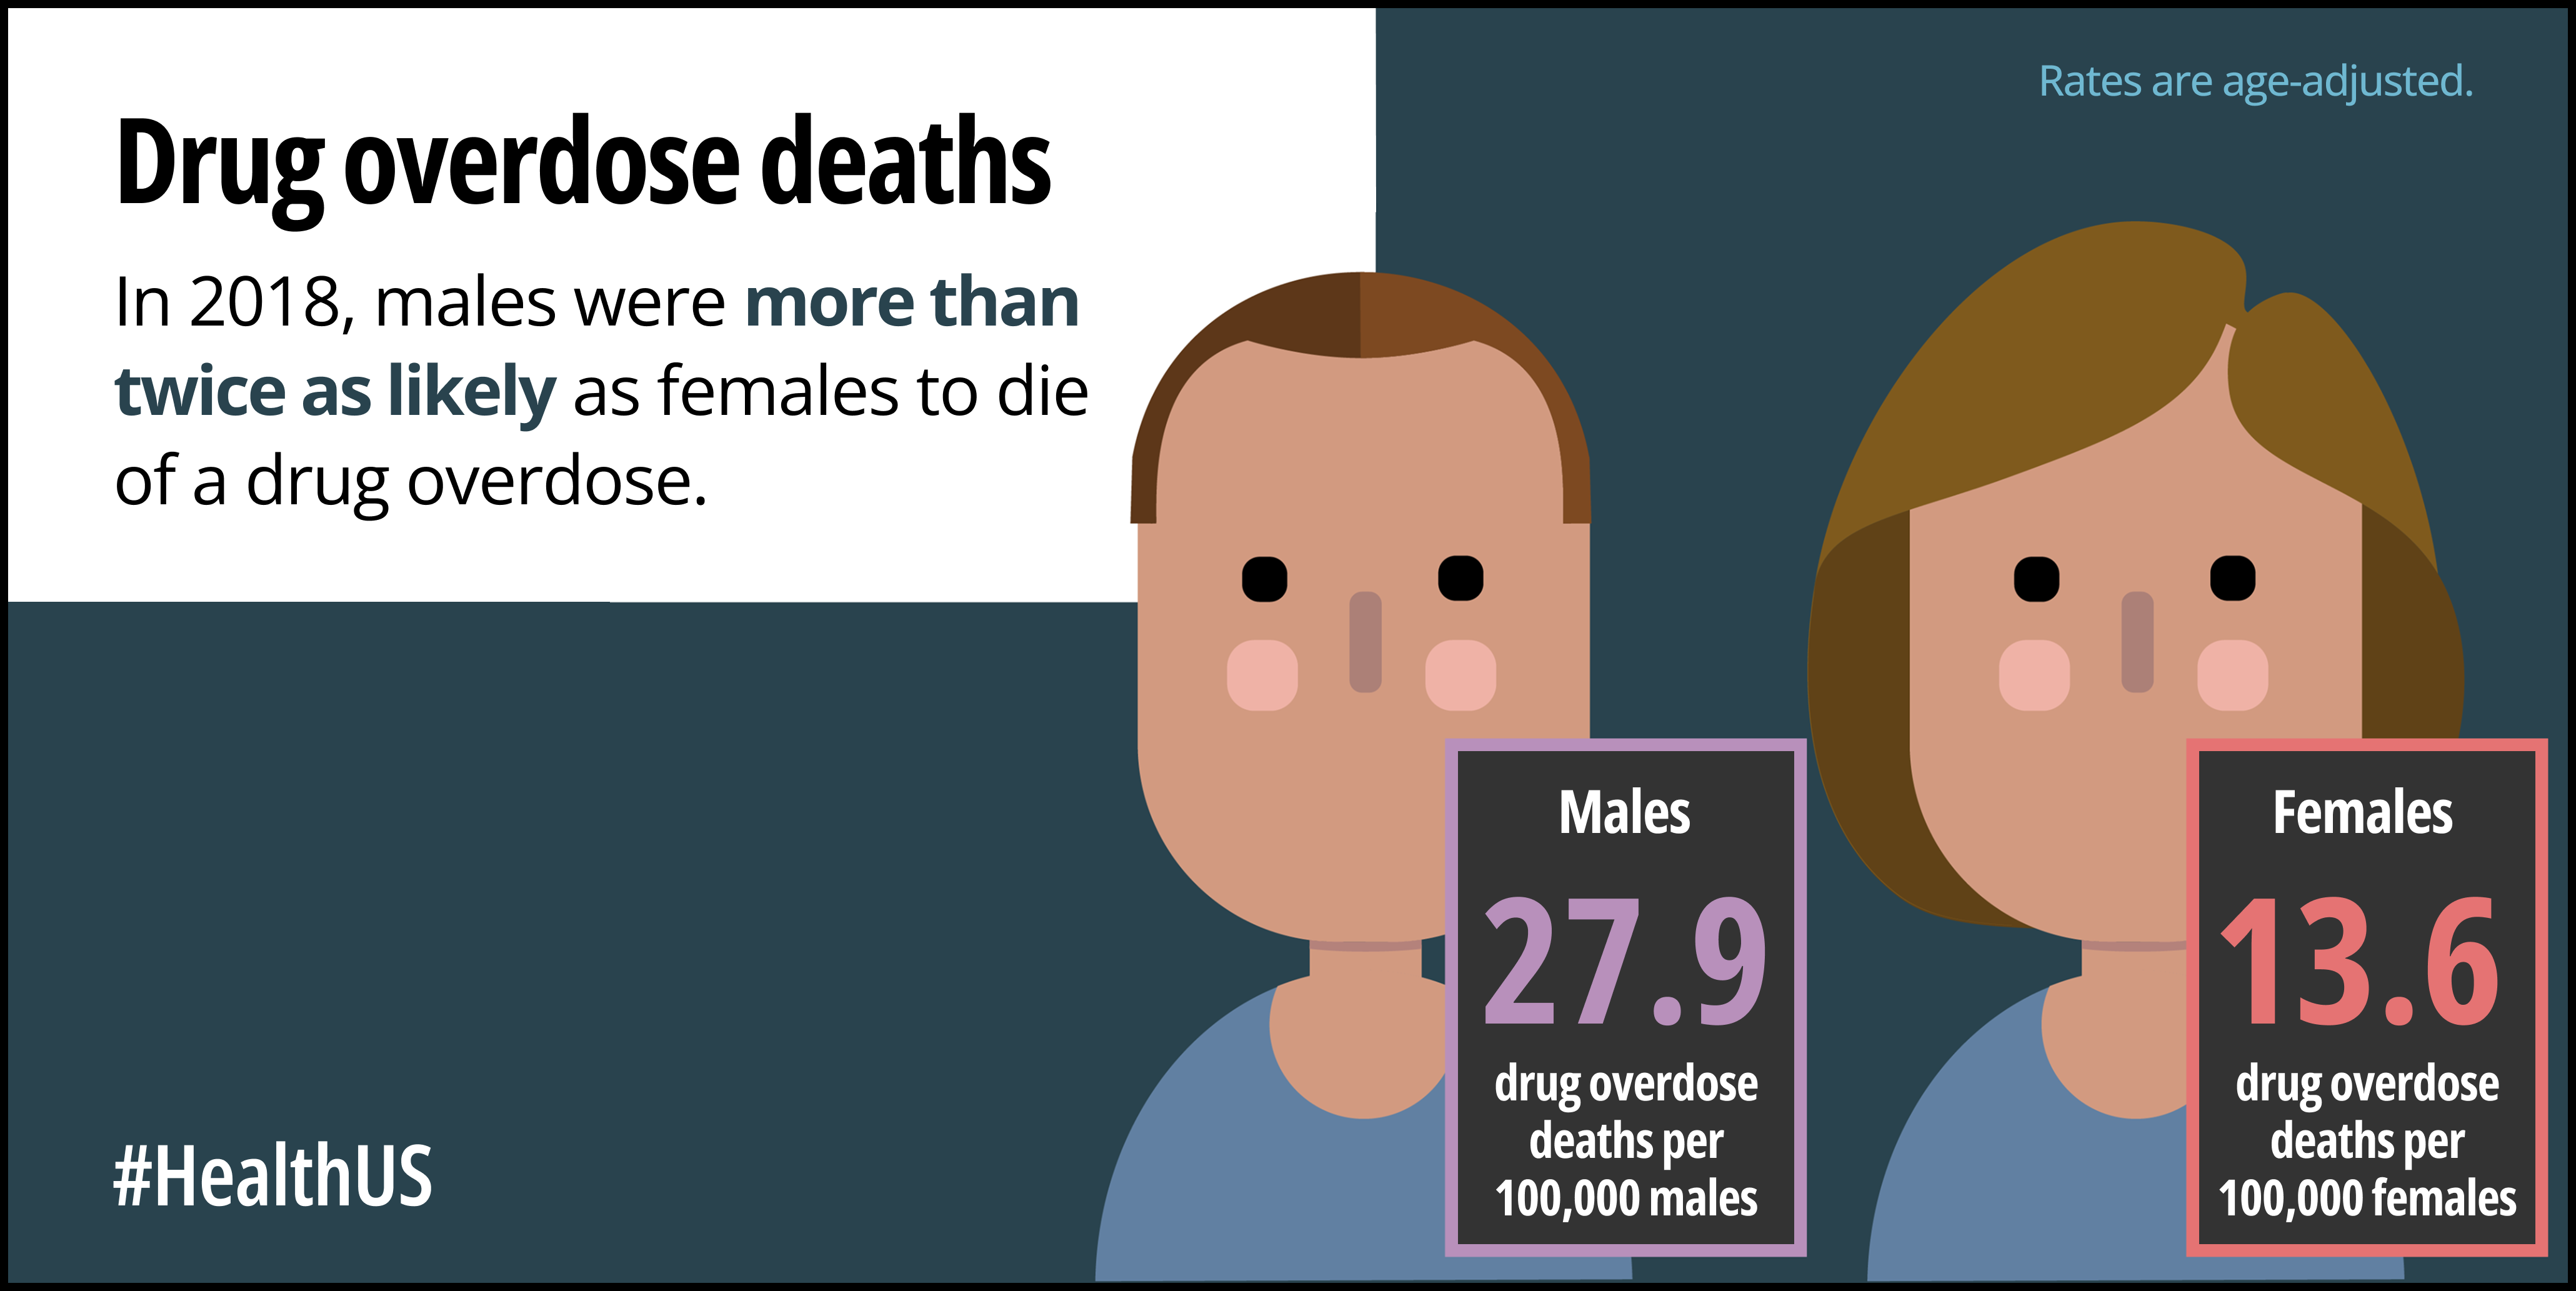 Drug overdose deaths
In 2018, males were more than
twice as likely as females to die
of a drug overdose.
Rates are age-adjusted.
Males
27.9
drug overdose
deaths per
100,000 males
Females
13.6
drug overdose
deaths per
100,000 females
#HealthUS